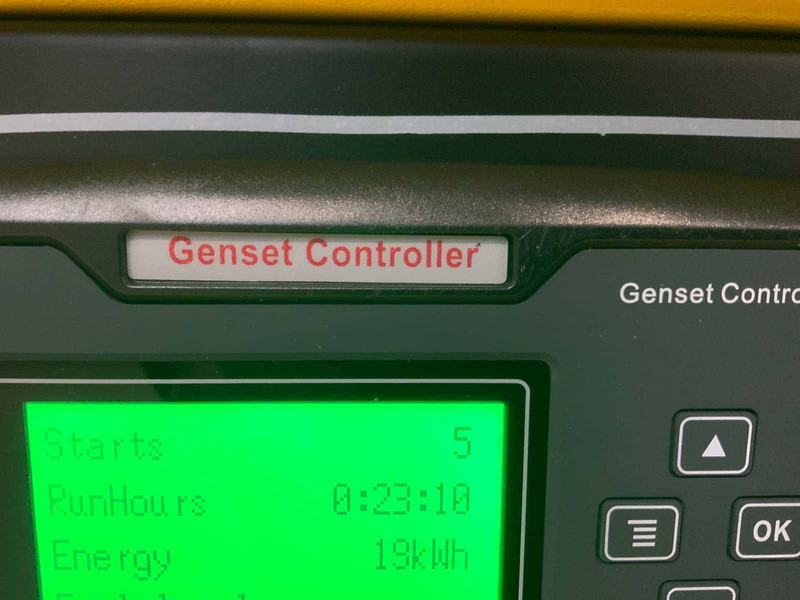 Genset Controller
Genset Contro
Starts 5
RunHours 0:23:10
Energy 19kWh
OK